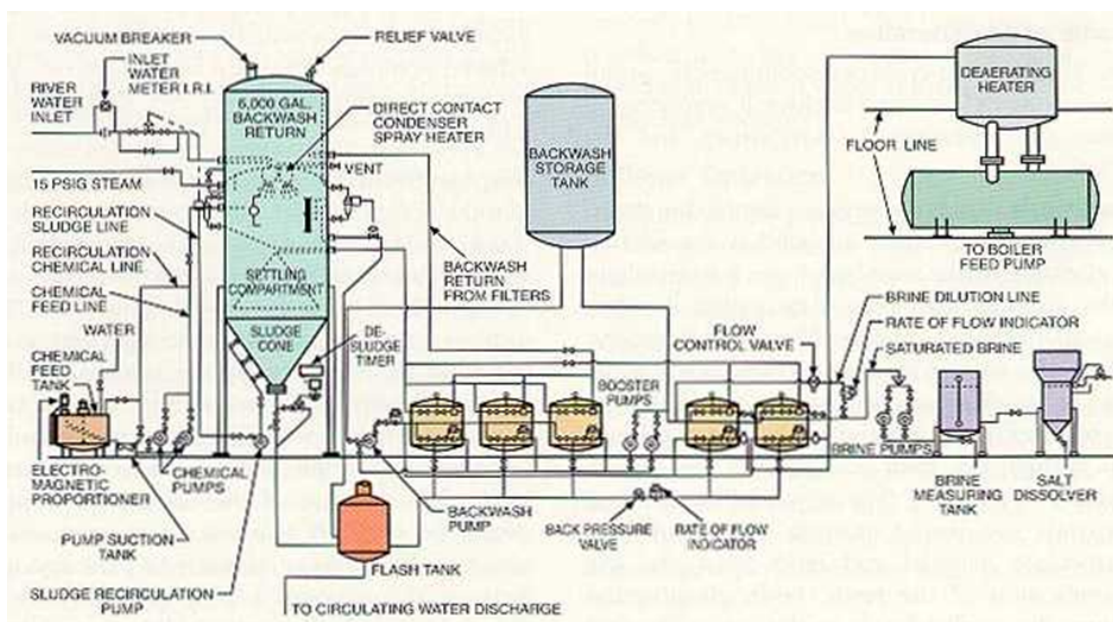 VACUUM BREAKER
RELIEF VALVE
INLET
WATER
METER I.R.I.
RIVER
WATER
INLET
6,000 GAL.
BACKWASH
RETURN
DIRECT CONTACT
CONDENSER
SPRAY HEATER
VENT
15 PSIG STEAM
RECIRCULATION
SLUDGE LINE
RECIRCULATION
CHEMICAL LINE
CHEMICAL
FEED LINE
WATER
CHEMICAL
FEED
TANK
SETTLING
COMPARTMENT
SLUDGE
CONE
DE-
SLUDGE
TIMER
BACKWASH
RETURN
FROM FILTERS
BACKWASH
STORAGE
TANK
DEAERATING
HEATER
FLOOR LINE
TO BOILER
FEED PUMP
BRINE DILUTION LINE
RATE OF FLOW INDICATOR
SATURATED BRINE
FLOW
CONTROL VALVE
BOOSTER
PUMPS
BRINE PUMPS
BRINE
MEASURING
TANK
SALT
DISSOLVER
ELECTRO-
MAGNETIC
PROPORTIONER
CHEMICAL
PUMPS
PUMP SUCTION
TANK
SLUDGE RECIRCULATION
PUMP
FLASH TANK
BACKWASH
PUMP
BACK PRESSURE
VALVE
RATE OF FLOW
INDICATOR
TO CIRCULATING WATER DISCHARGE